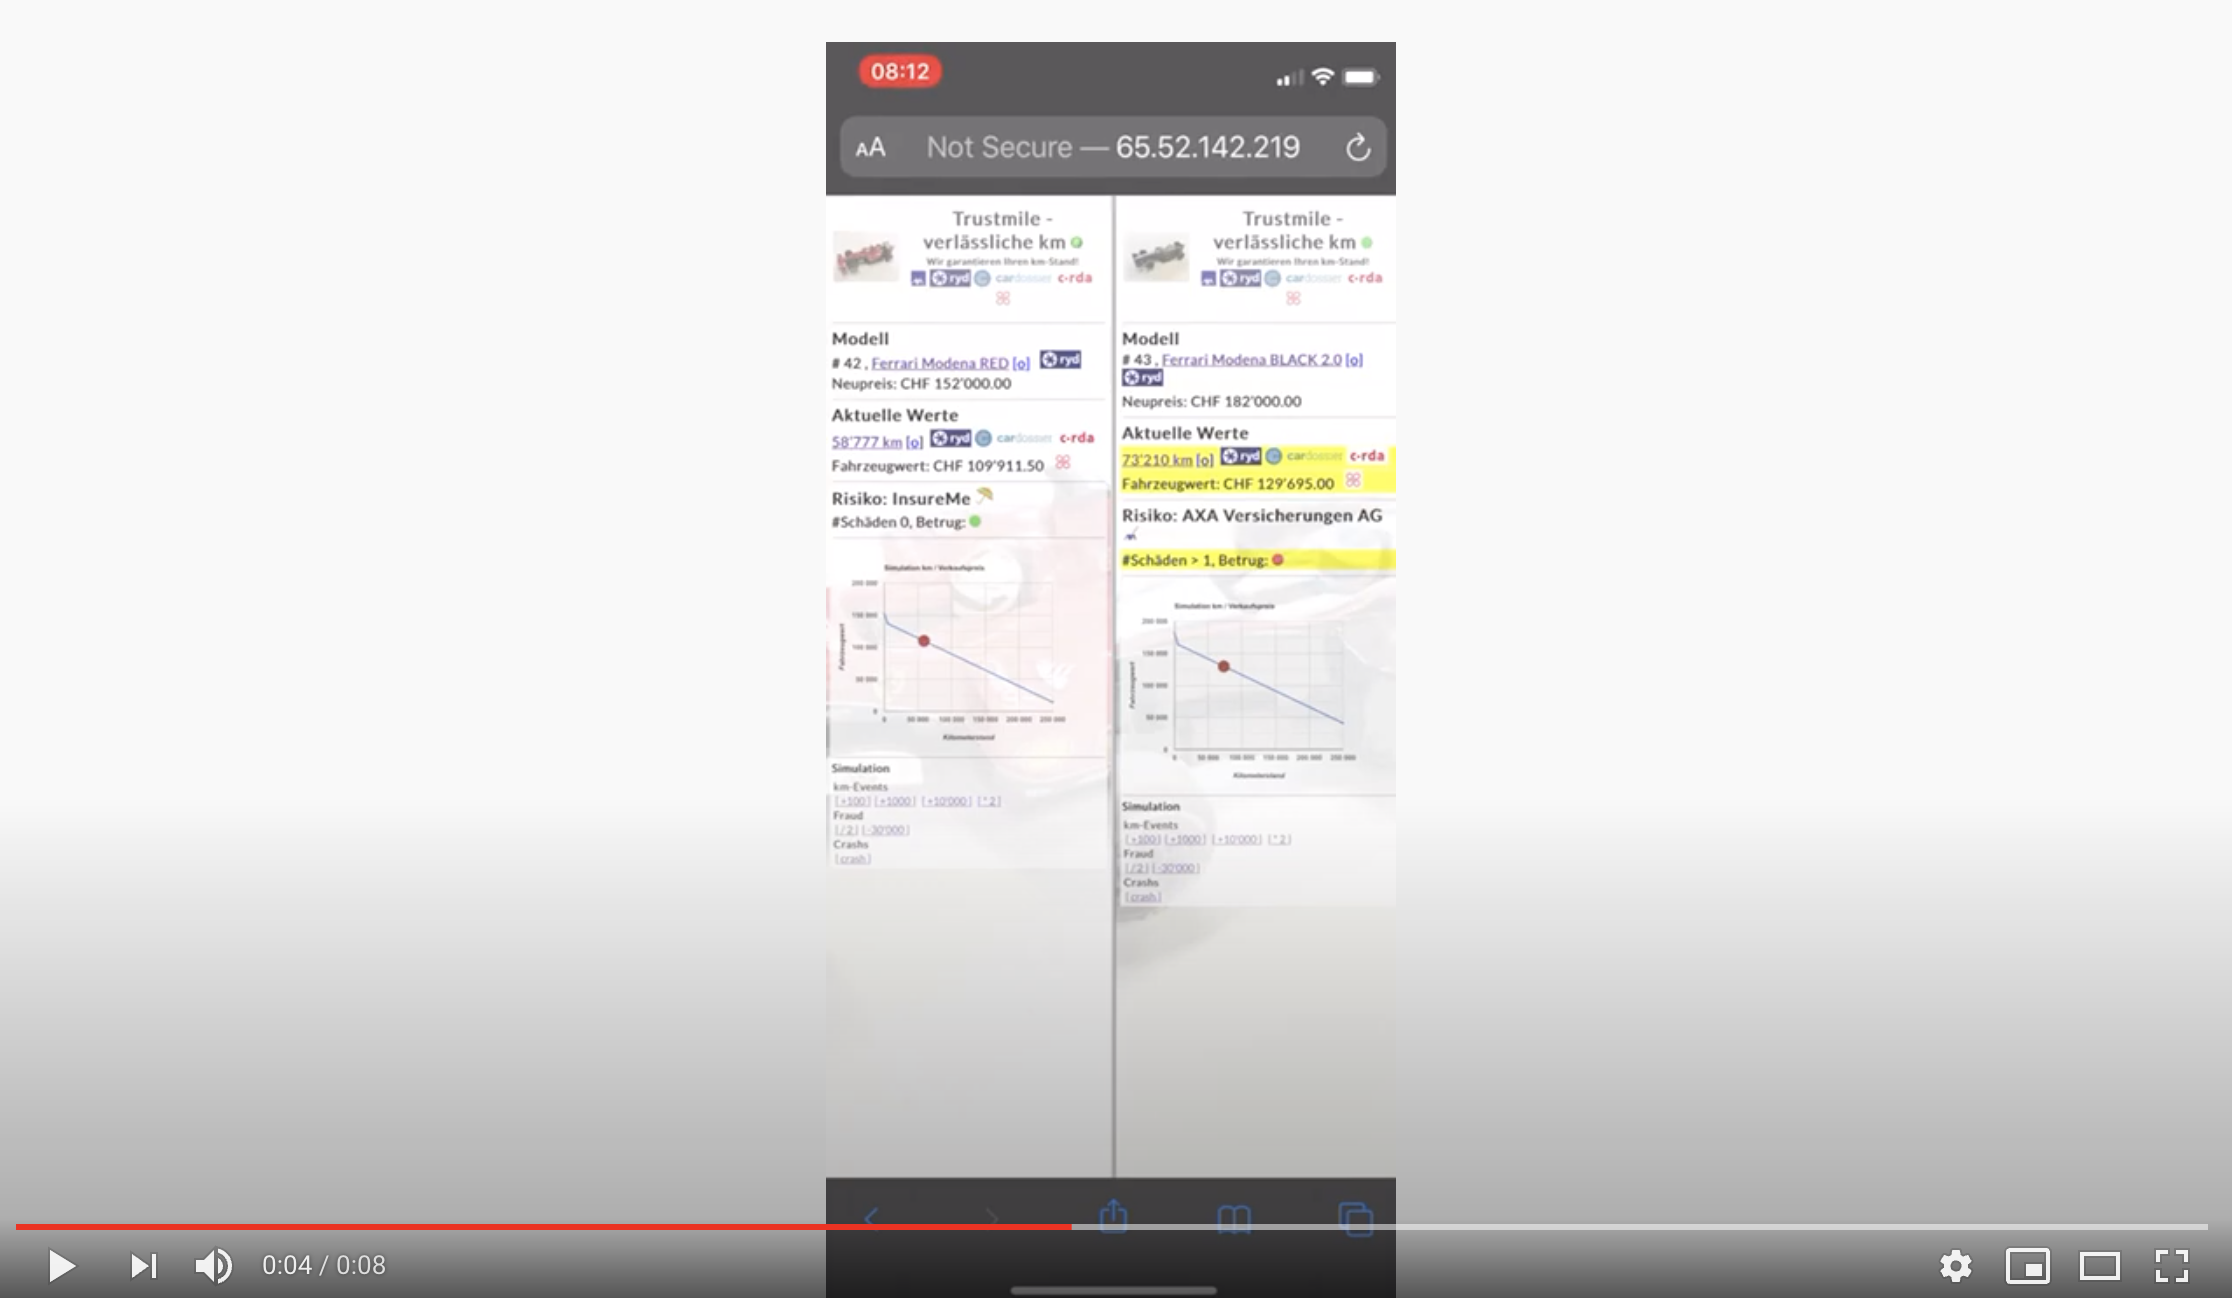 08:12
AA Not Secure — 65.52.142.219
Trustmile -
verlässliche km
Wir garantieren Ihren km-Stand!
ryd cardossier c-rda
Modell
# 42 , Ferrari Modena RED [o] ryd
Neupreis: CHF 152'000.00
Aktuelle Werte
58'777 km [o] ryd cardossier c-rda
Fahrzeugwert: CHF 109'911.50
Risiko: InsureMe
#Schäden 0, Betrug:
Simulation km / Verkaufspreis
200 000
150 000
100 000
50 000
0
Fahrzeugwert
0 50 000 100 000 150 000 200 000 250 000
Kilometerstand
Simulation
km-Events
[+100] [+1000] [+10'000] [*2]
Fraud
[/2] [-30'000]
Crashs
[crash]
Trustmile -
verlässliche km
Wir garantieren Ihren km-Stand!
ryd cardossier c-rda
Modell
# 43 , Ferrari Modena BLACK 2.0 [o]
ryd
Neupreis: CHF 182'000.00
Aktuelle Werte
73'210 km [o] ryd cardossier c-rda
Fahrzeugwert: CHF 129'695.00
Risiko: AXA Versicherungen AG
#Schäden > 1, Betrug:
Simulation km / Verkaufspreis
200 000
150 000
100 000
50 000
0
Fahrzeugwert
0 50 000 100 000 150 000 200 000 250 000
Kilometerstand
Simulation
km-Events
[+100] [+1000] [+10'000] [*2]
Fraud
[/2] [-30'000]
Crashs
[crash]
0:04 / 0:08